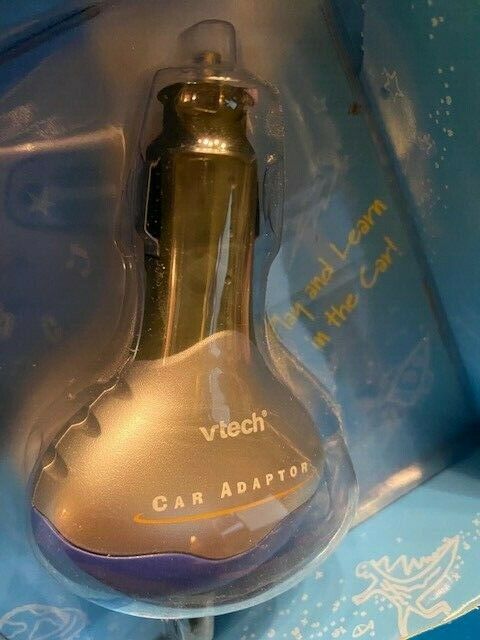 Play and Learn
in the Car!
vtech®
CAR ADAPTOR